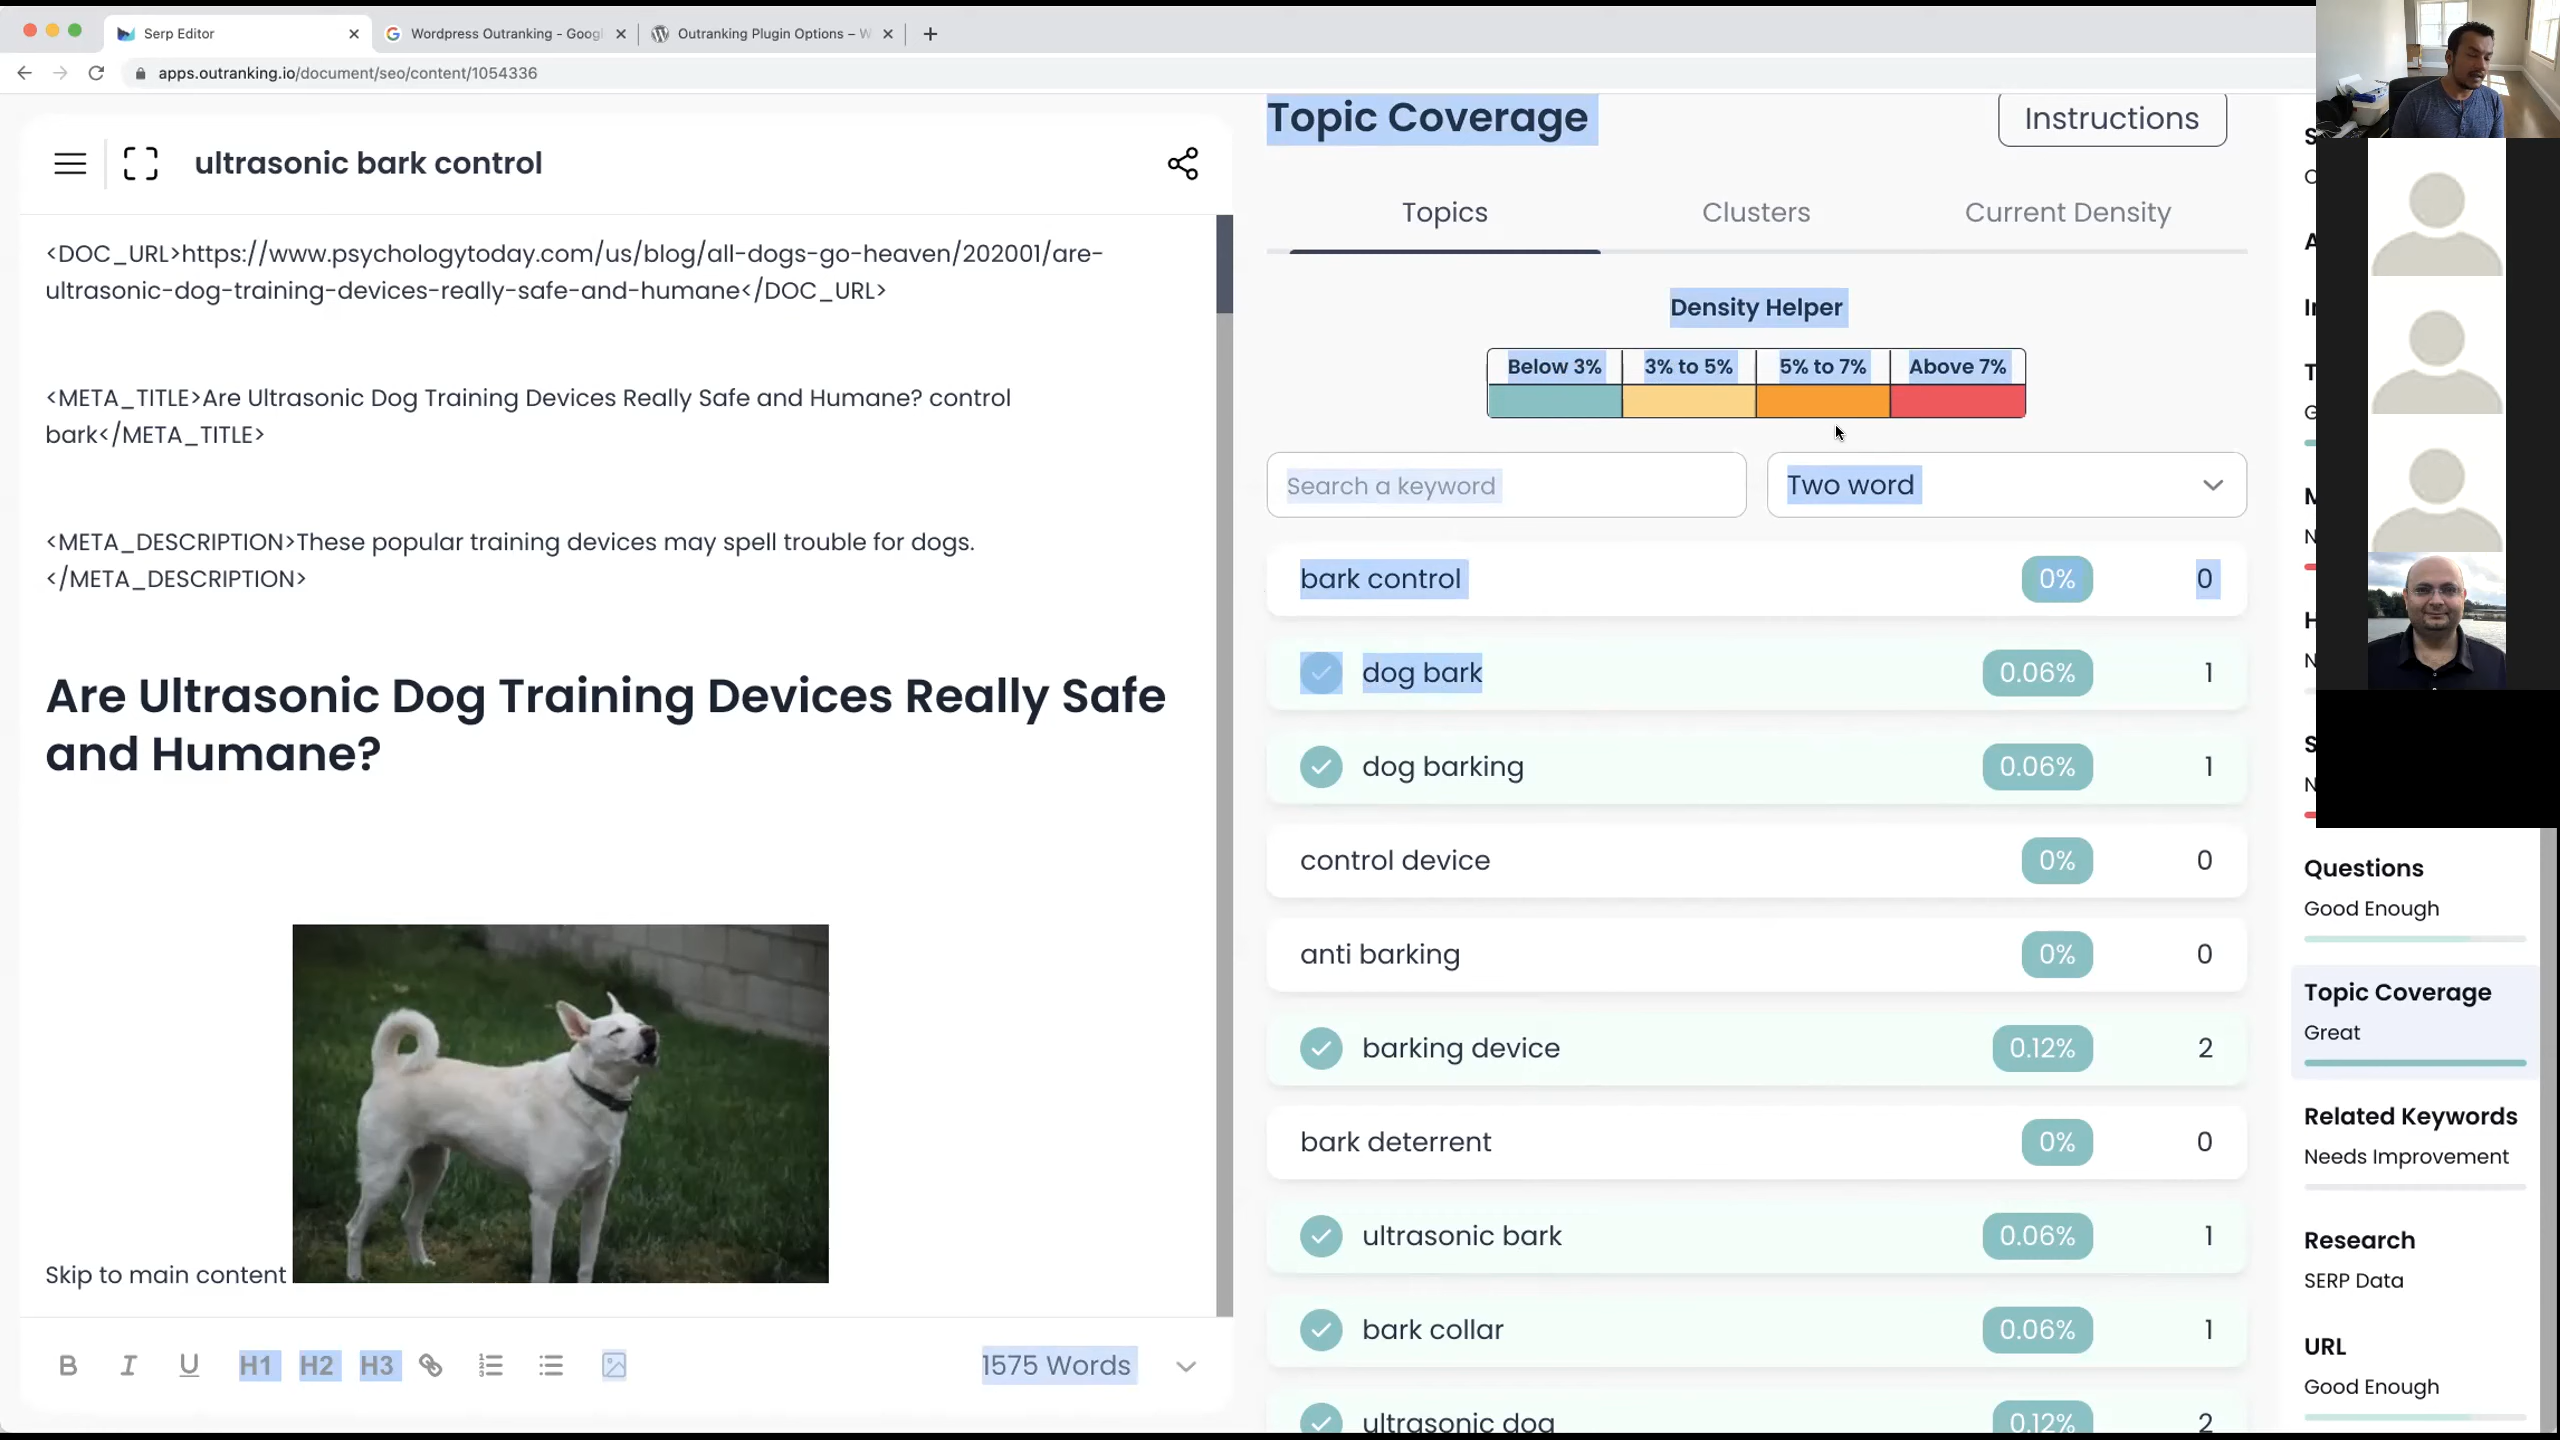 Serp Editor
Wordpress Outranking - Googl
Outranking Plugin Options – W
apps.outranking.io/document/seo/content/1054336
ultrasonic bark control
<DOC_URL>https://www.psychologytoday.com/us/blog/all-dogs-go-heaven/202001/are-
ultrasonic-dog-training-devices-really-safe-and-humane</DOC_URL>
<META_TITLE>Are Ultrasonic Dog Training Devices Really Safe and Humane? control
bark</META_TITLE>
<META_DESCRIPTION>These popular training devices may spell trouble for dogs.
</META_DESCRIPTION>
Are Ultrasonic Dog Training Devices Really Safe
and Humane?
Skip to main content
B I U H1 H2 H3
1575 Words
Topic Coverage
Instructions
Topics Clusters Current Density
Density Helper
Below 3% 3% to 5% 5% to 7% Above 7%
Search a keyword
Two word
bark control 0% 0
dog bark 0.06% 1
dog barking 0.06% 1
control device 0% 0
anti barking 0% 0
barking device 0.12% 2
bark deterrent 0% 0
ultrasonic bark 0.06% 1
bark collar 0.06% 1
ultrasonic dog 0.12% 2
Questions
Good Enough
Topic Coverage
Great
Related Keywords
Needs Improvement
Research
SERP Data
URL
Good Enough